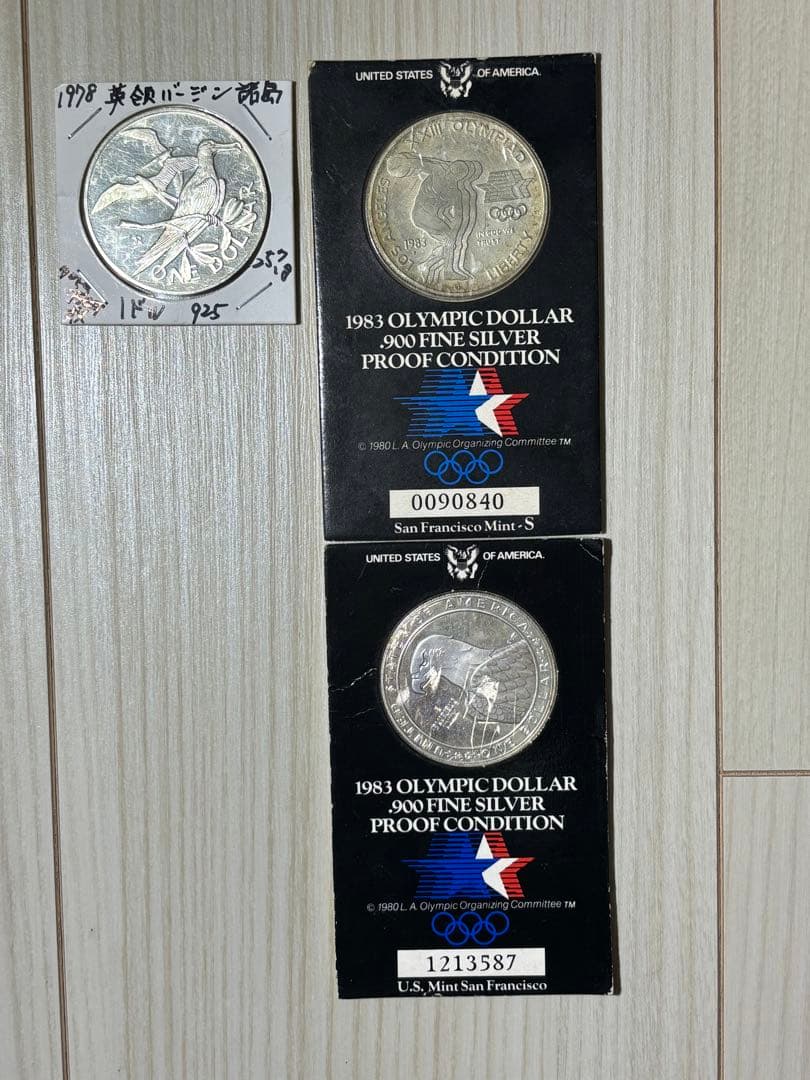 1978 英領バージン諸島
ONE DOLLAR
1ドル 925
25.7g
UNITED STATES OF AMERICA.
XXIII OLYMPIAD
LOS ANGELES
1983
IN GOD WE
TRUST
LIBERTY
1983 OLYMPIC DOLLAR
.900 FINE SILVER
PROOF CONDITION
© 1980 L.A. Olympic Organizing Committee TM
0090840
San Francisco Mint - S
UNITED STATES OF AMERICA.
1983 OLYMPIC DOLLAR
.900 FINE SILVER
PROOF CONDITION
© 1980 L.A. Olympic Organizing Committee TM
1213587
U.S. Mint San Francisco